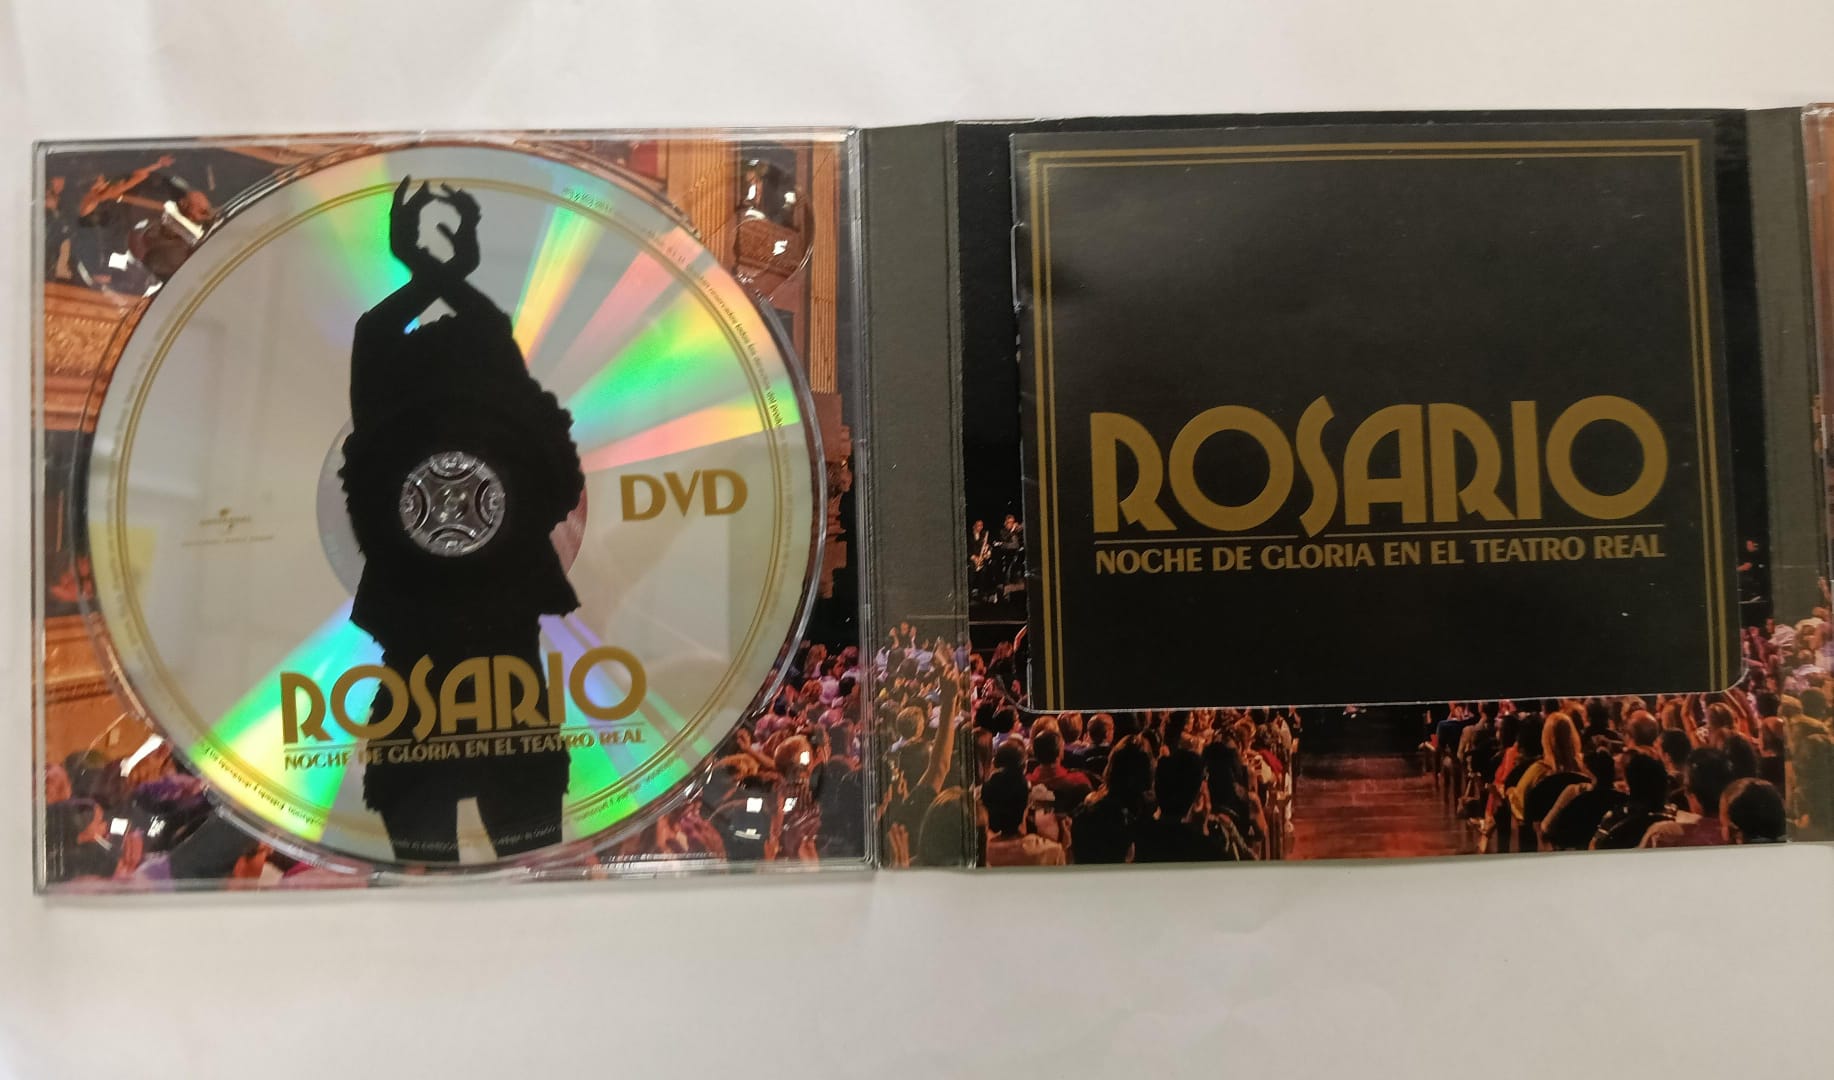 DVD
ROSARIO
NOCHE DE GLORIA EN EL TEATRO REAL
ROSARIO
NOCHE DE GLORIA EN EL TEATRO REAL